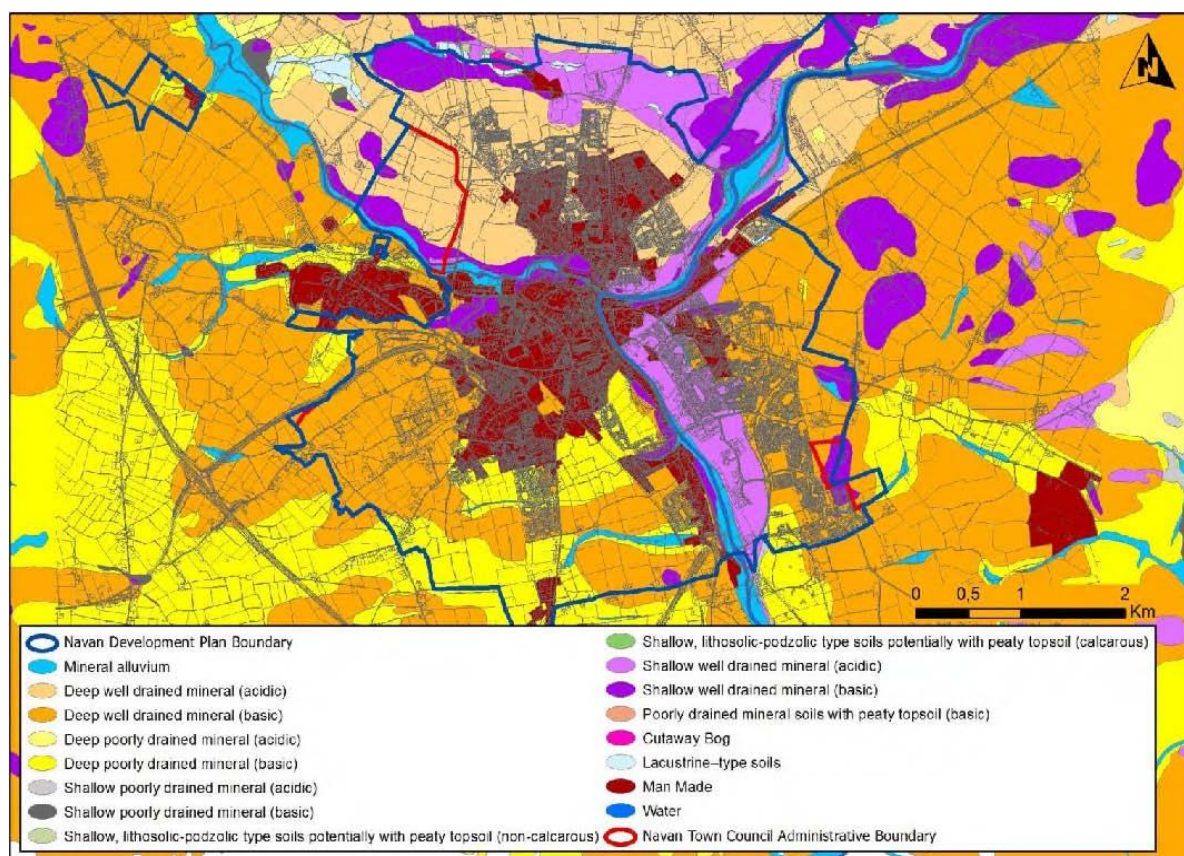 N
0 0,5 1 2
Km
Navan Development Plan Boundary
Mineral alluvium
Deep well drained mineral (acidic)
Deep well drained mineral (basic)
Deep poorly drained mineral (acidic)
Deep poorly drained mineral (basic)
Shallow poorly drained mineral (acidic)
Shallow poorly drained mineral (basic)
Shallow, lithosolic-podzolic type soils potentially with peaty topsoil (non-calcarous)
Shallow, lithosolic-podzolic type soils potentially with peaty topsoil (calcarous)
Shallow well drained mineral (acidic)
Shallow well drained mineral (basic)
Poorly drained mineral soils with peaty topsoil (basic)
Cutaway Bog
Lacustrine–type soils
Man Made
Water
Navan Town Council Administrative Boundary